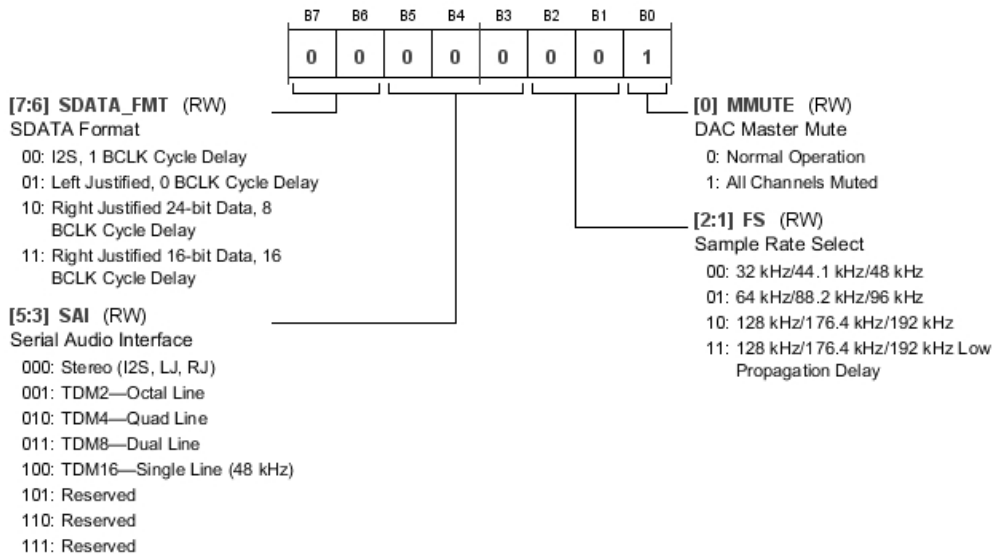 B7 B6 B5 B4 B3 B2 B1 B0
0 0 0 0 0 0 0 1
[7:6] SDATA_FMT (RW)
SDATA Format
00: I2S, 1 BCLK Cycle Delay
01: Left Justified, 0 BCLK Cycle Delay
10: Right Justified 24-bit Data, 8
BCLK Cycle Delay
11: Right Justified 16-bit Data, 16
BCLK Cycle Delay
[5:3] SAI (RW)
Serial Audio Interface
000: Stereo (I2S, LJ, RJ)
001: TDM2—Octal Line
010: TDM4—Quad Line
011: TDM8—Dual Line
100: TDM16—Single Line (48 kHz)
101: Reserved
110: Reserved
111: Reserved
[0] MMUTE (RW)
DAC Master Mute
0: Normal Operation
1: All Channels Muted
[2:1] FS (RW)
Sample Rate Select
00: 32 kHz/44.1 kHz/48 kHz
01: 64 kHz/88.2 kHz/96 kHz
10: 128 kHz/176.4 kHz/192 kHz
11: 128 kHz/176.4 kHz/192 kHz Low
Propagation Delay